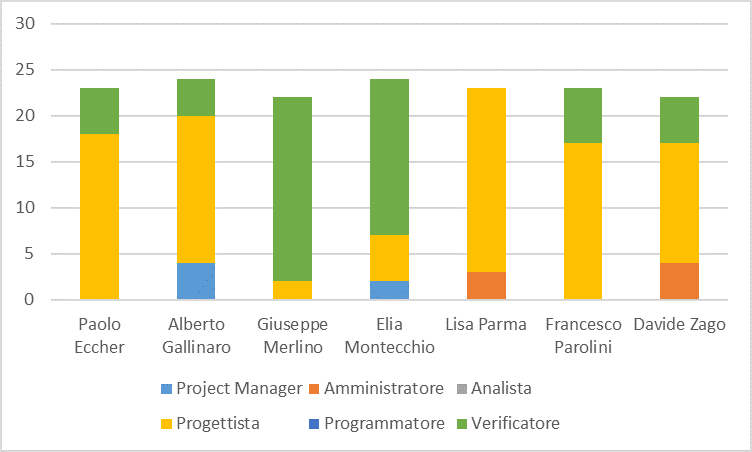 30
25
20
15
10
5
0
Paolo Eccher
Alberto Gallinaro
Giuseppe Merlino
Elia Montecchio
Lisa Parma
Francesco Parolini
Davide Zago
Project Manager
Amministratore
Analista
Progettista
Programmatore
Verificatore